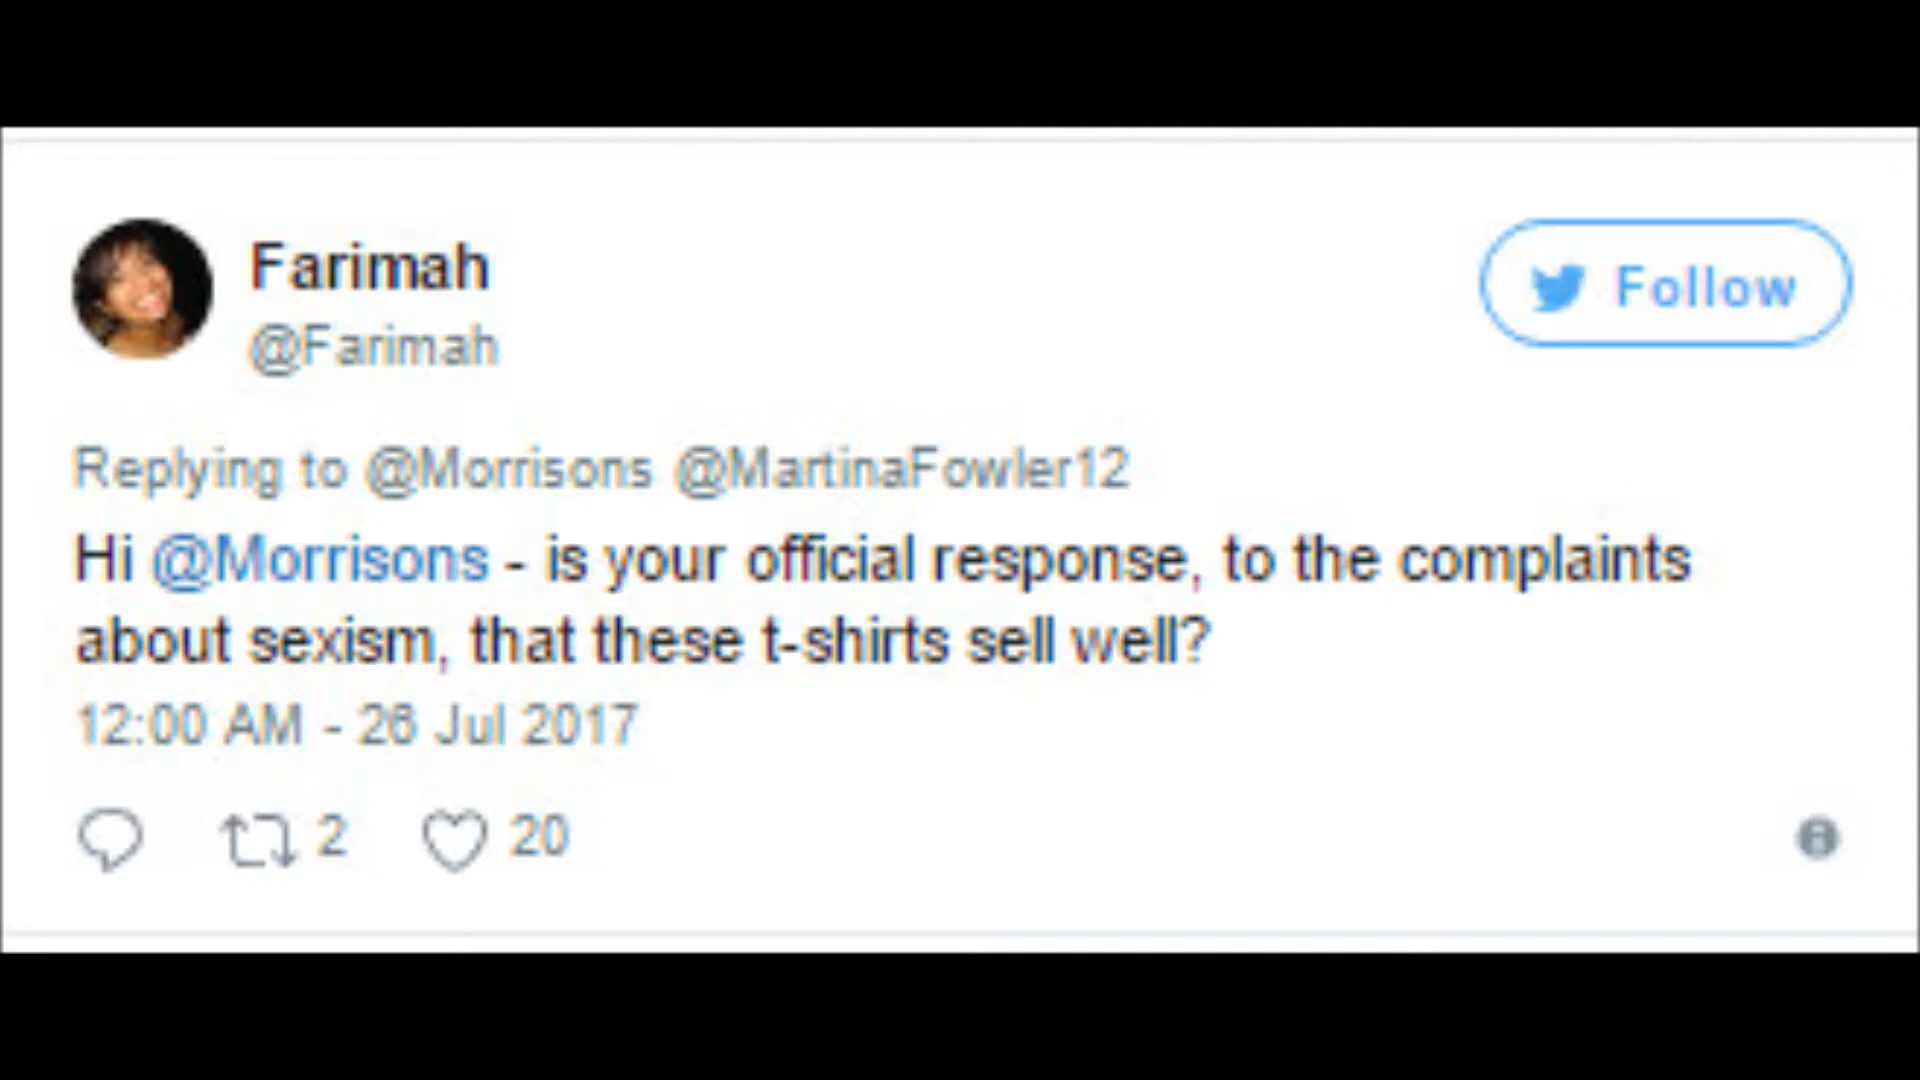 Farimah
@Farimah
Follow
Replying to @Morrisons @MartinaFowler12
Hi @Morrisons - is your official response, to the complaints
about sexism, that these t-shirts sell well?
12:00 AM - 26 Jul 2017
2 20